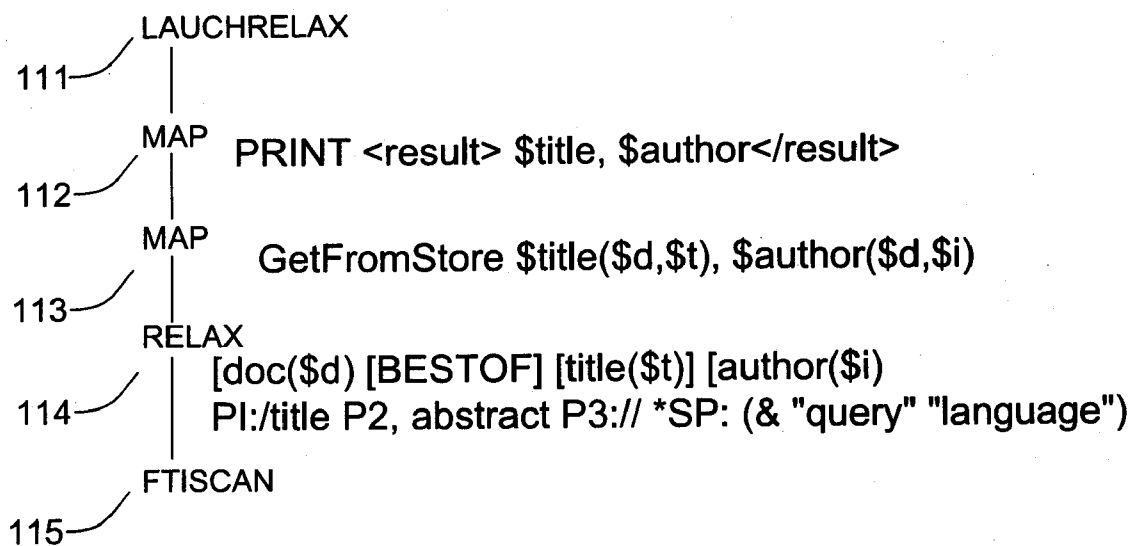 LAUCHRELAX
111
MAP PRINT <result> $title, $author</result>
112
MAP
GetFromStore $title($d,$t), $author($d,$i)
113
RELAX
[doc($d) [BESTOF] [title($t)] [author($i)
114
PI:/title P2, abstract P3:// *SP: (& "query" "language")
FTISCAN
115